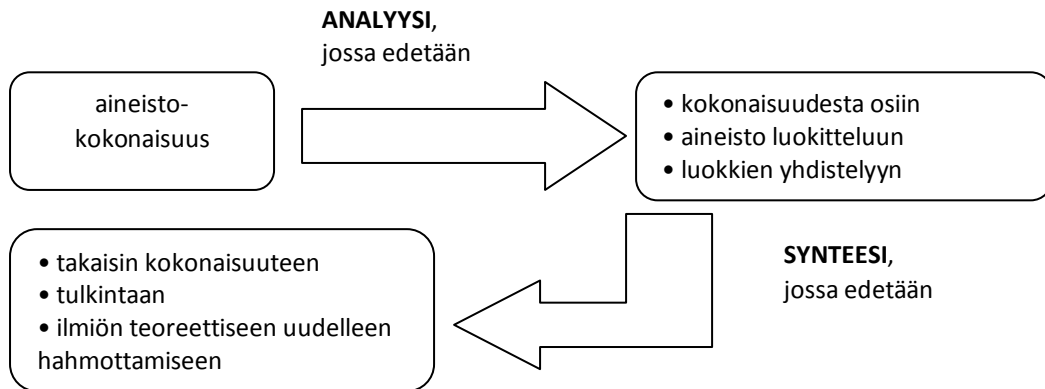 ANALYYSI,
jossa edetään
aineisto-
kokonaisuus
• kokonaisuudesta osiin
• aineisto luokitteluun
• luokkien yhdistelyyn
SYNTEESI,
jossa edetään
• takaisin kokonaisuuteen
• tulkintaan
• ilmiön teoreettiseen uudelleen
hahmottamiseen